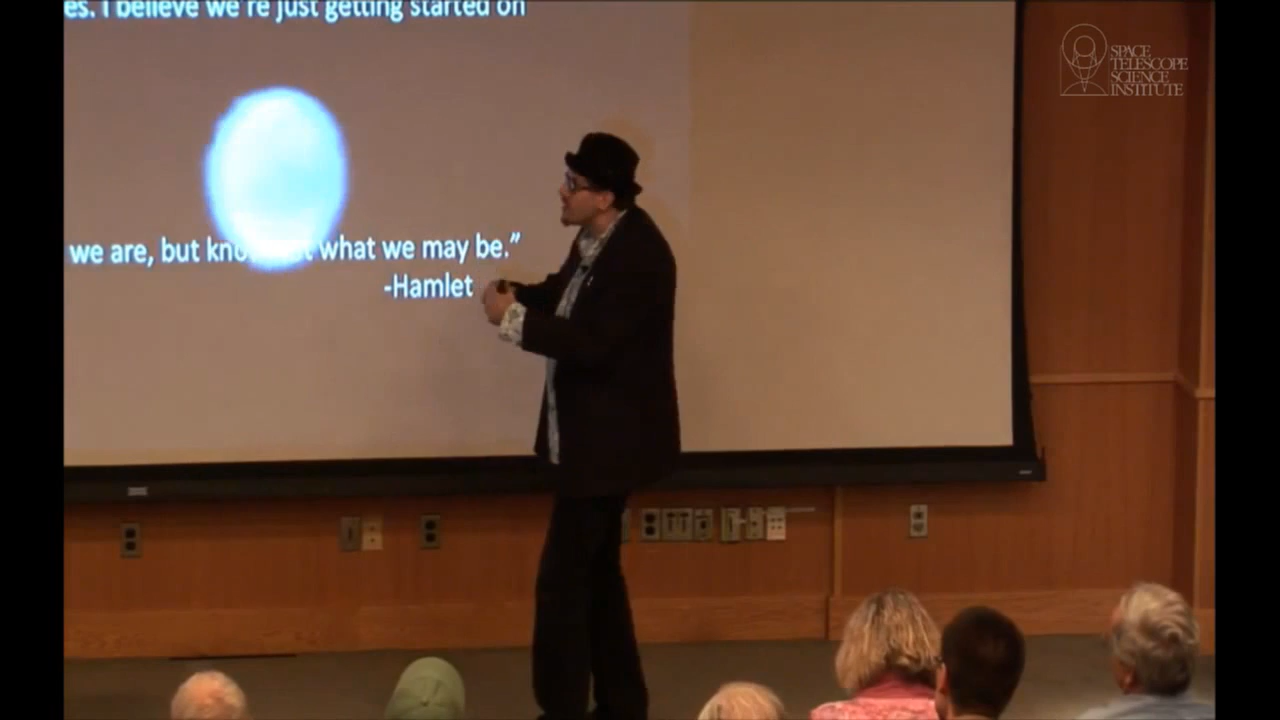 es. I believe we're just getting started on
SPACE
TELESCOPE
SCIENCE
INSTITUTE
we are, but what we may be.”
-Hamlet